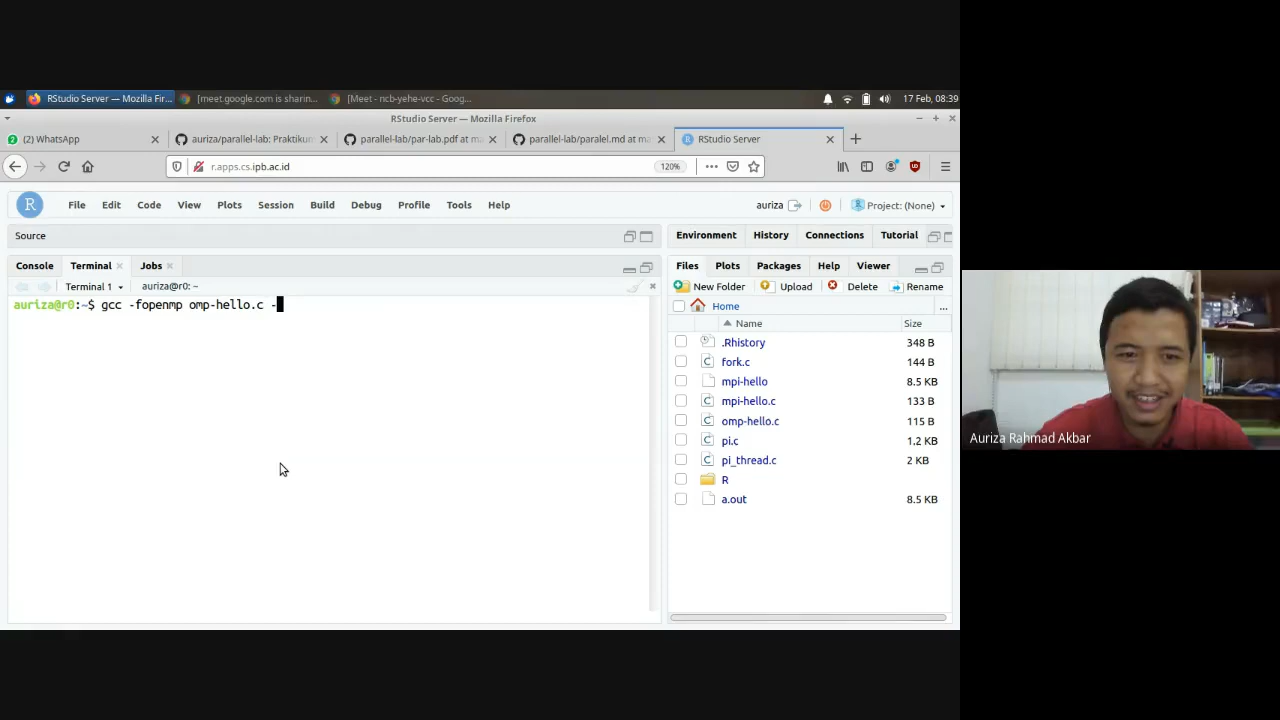 RStudio Server — Mozilla Fir...
[meet.google.com is sharin...
[Meet - ncb-yehe-vcc - Goog...
17 Feb, 08:39
RStudio Server — Mozilla Firefox
(2) WhatsApp
auriza/parallel-lab: Praktikum
parallel-lab/par-lab.pdf at ma
parallel-lab/paralel.md at ma
RStudio Server
r.apps.cs.ipb.ac.id
120%
File Edit Code View Plots Session Build Debug Profile Tools Help
auriza
Project: (None)
Source
Environment History Connections Tutorial
Console Terminal Jobs
Files Plots Packages Help Viewer
Terminal 1
auriza@r0: ~
New Folder Upload Delete Rename
auriza@r0:~$ gcc -fopenmp omp-hello.c -
Home
...
Name Size
.Rhistory 348 B
fork.c 144 B
mpi-hello 8.5 KB
mpi-hello.c 133 B
omp-hello.c 115 B
pi.c 1.2 KB
pi_thread.c 2 KB
R
a.out 8.5 KB
Auriza Rahmad Akbar